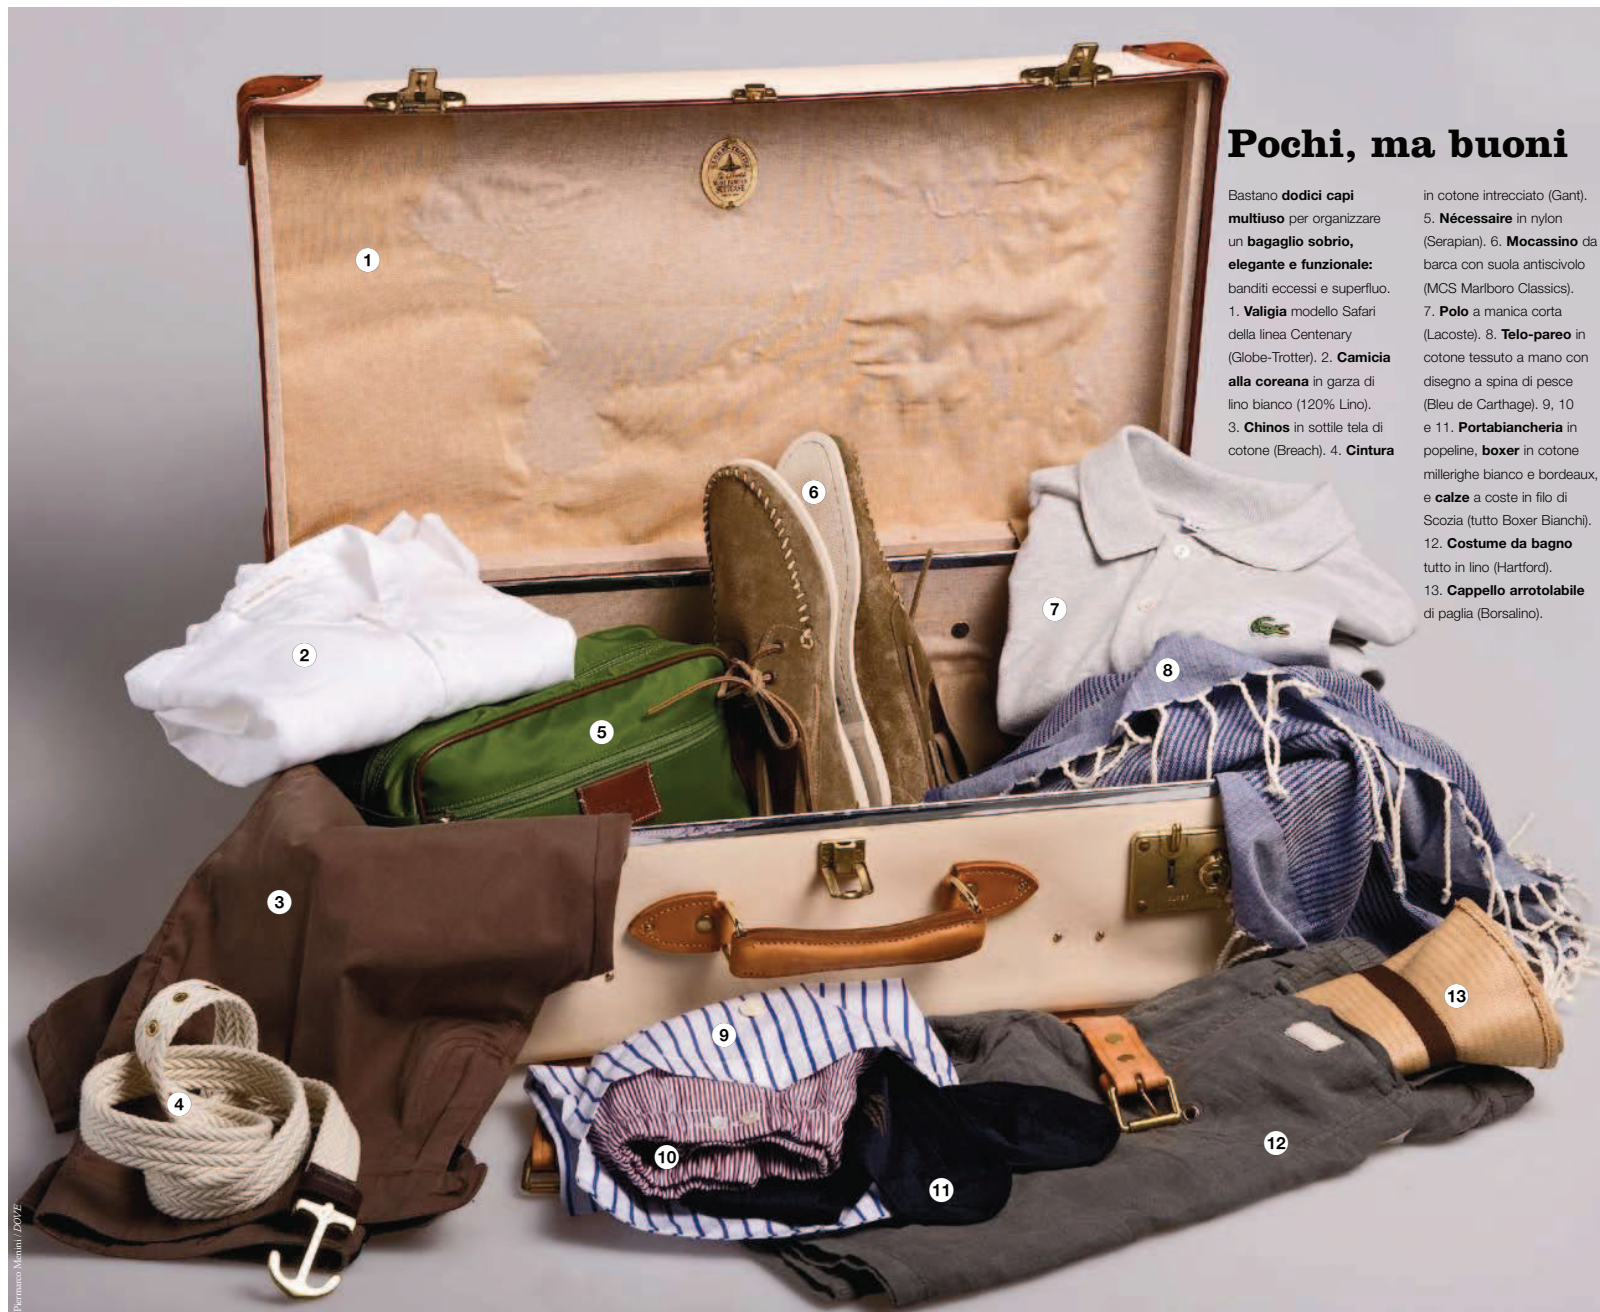 Pochi, ma buoni
Bastano dodici capi
multiuso per organizzare
un bagaglio sobrio,
elegante e funzionale:
banditi eccessi e superfluo.
1. Valigia modello Safari
della linea Centenary
(Globe-Trotter). 2. Camicia
alla coreana in garza di
lino bianco (120% Lino).
3. Chinos in sottile tela di
cotone (Breach). 4. Cintura
in cotone intrecciato (Gant).
5. Nécessaire in nylon
(Serapian). 6. Mocassino da
barca con suola antiscivolo
(MCS Marlboro Classics).
7. Polo a manica corta
(Lacoste). 8. Telo-pareo in
cotone tessuto a mano con
disegno a spina di pesce
(Bleu de Carthage). 9, 10
e 11. Portabiancheria in
popeline, boxer in cotone
millerighe bianco e bordeaux,
e calze a coste in filo di
Scozia (tutto Boxer Bianchi).
12. Costume da bagno
tutto in lino (Hartford).
13. Cappello arrotolabile
di paglia (Borsalino).
1
6
7
2
8
5
3
13
9
4
12
10
11
Piermarco Menini / DOVE